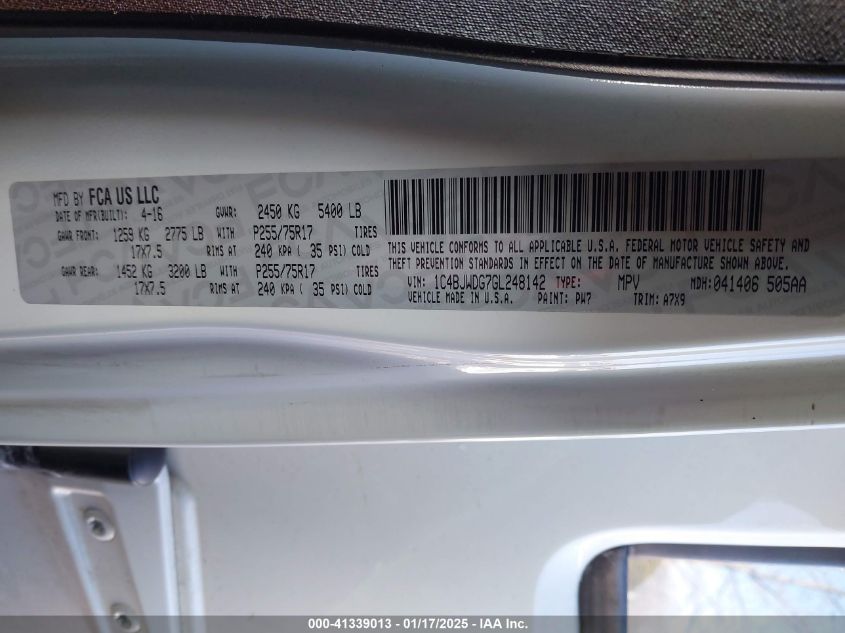 MFD BY FCA US LLC
DATE OF MFR(BUILT): 4-16 GVWR: 2450 KG 5400 LB
GAWR FRONT: 1259 KG 2775 LB WITH P255/75R17 TIRES
17X7.5 RIMS AT 240 KPA ( 35 PSI) COLD
GAWR REAR: 1452 KG 3200 LB WITH P255/75R17 TIRES
17X7.5 RIMS AT 240 KPA ( 35 PSI) COLD
THIS VEHICLE CONFORMS TO ALL APPLICABLE U.S.A. FEDERAL MOTOR VEHICLE SAFETY AND
THEFT PREVENTION STANDARDS IN EFFECT ON THE DATE OF MANUFACTURE SHOWN ABOVE.
VIN: 1C4BJWDG7GL248142 TYPE: MPV MDH: 041406 505AA
VEHICLE MADE IN U.S.A. PAINT: PW7 TRIM: A7X9
000-41339013 — 01/17/2025 — IAA Inc.